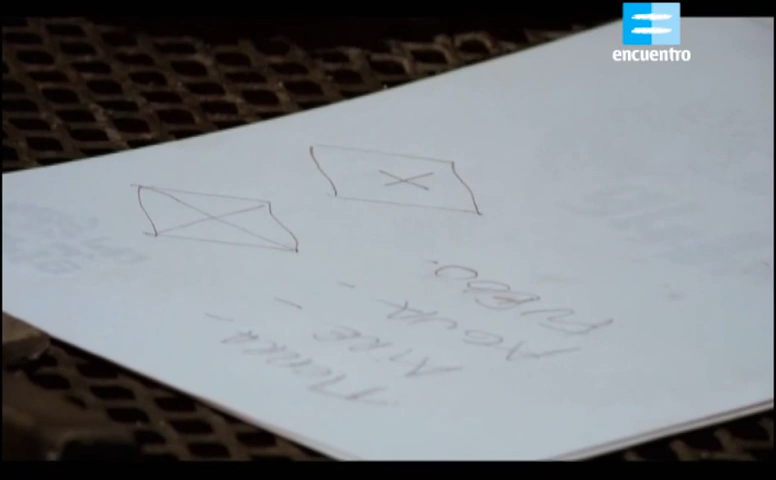 encuentro
TIERRA -
AIRE -
AGUA -
FUEGO.